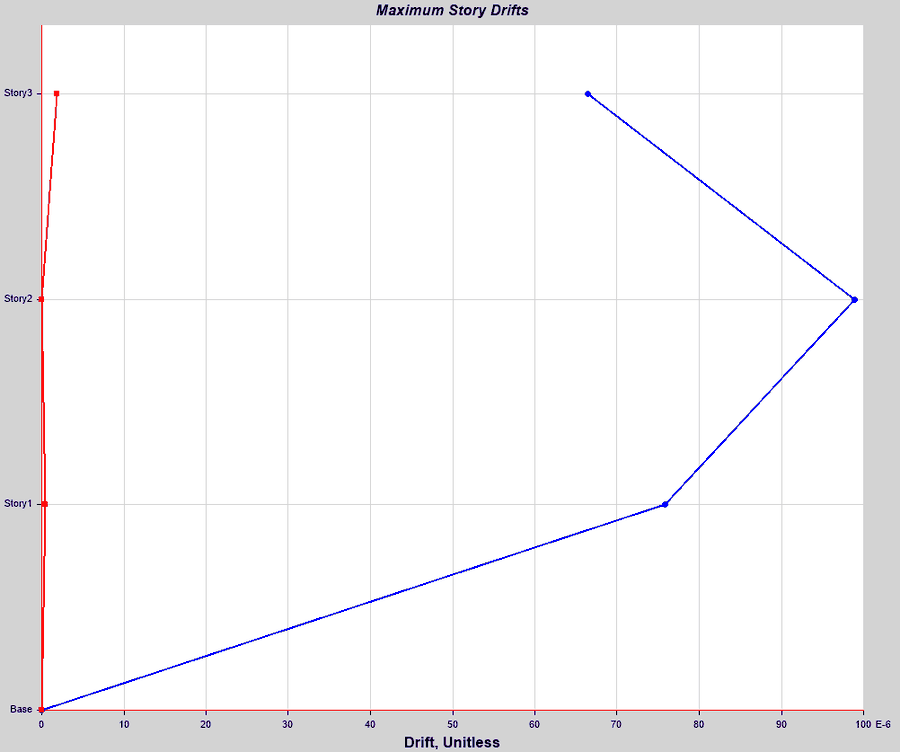 Maximum Story Drifts
Story3
Story2
Story1
Base
0 10 20 30 40 50 60 70 80 90 100 E-6
Drift, Unitless